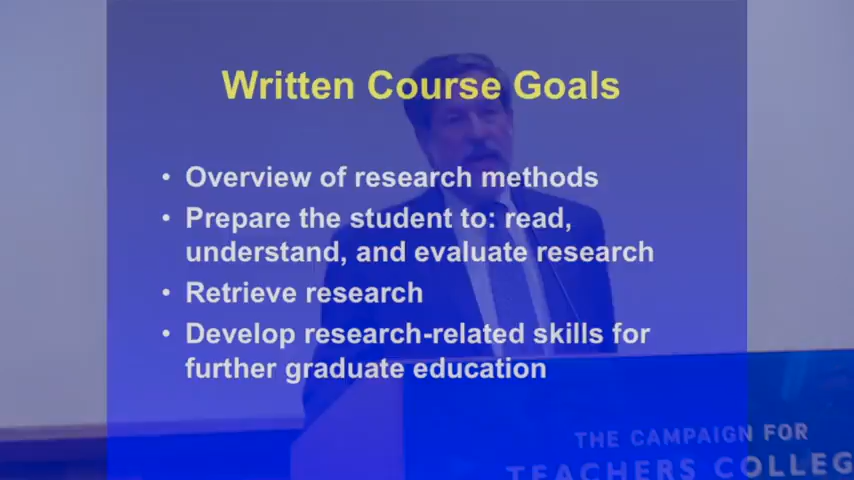 Written Course Goals
• Overview of research methods
• Prepare the student to: read,
understand, and evaluate research
• Retrieve research
• Develop research-related skills for
further graduate education
THE CAMPAIGN FOR
TEACHERS COLLEG